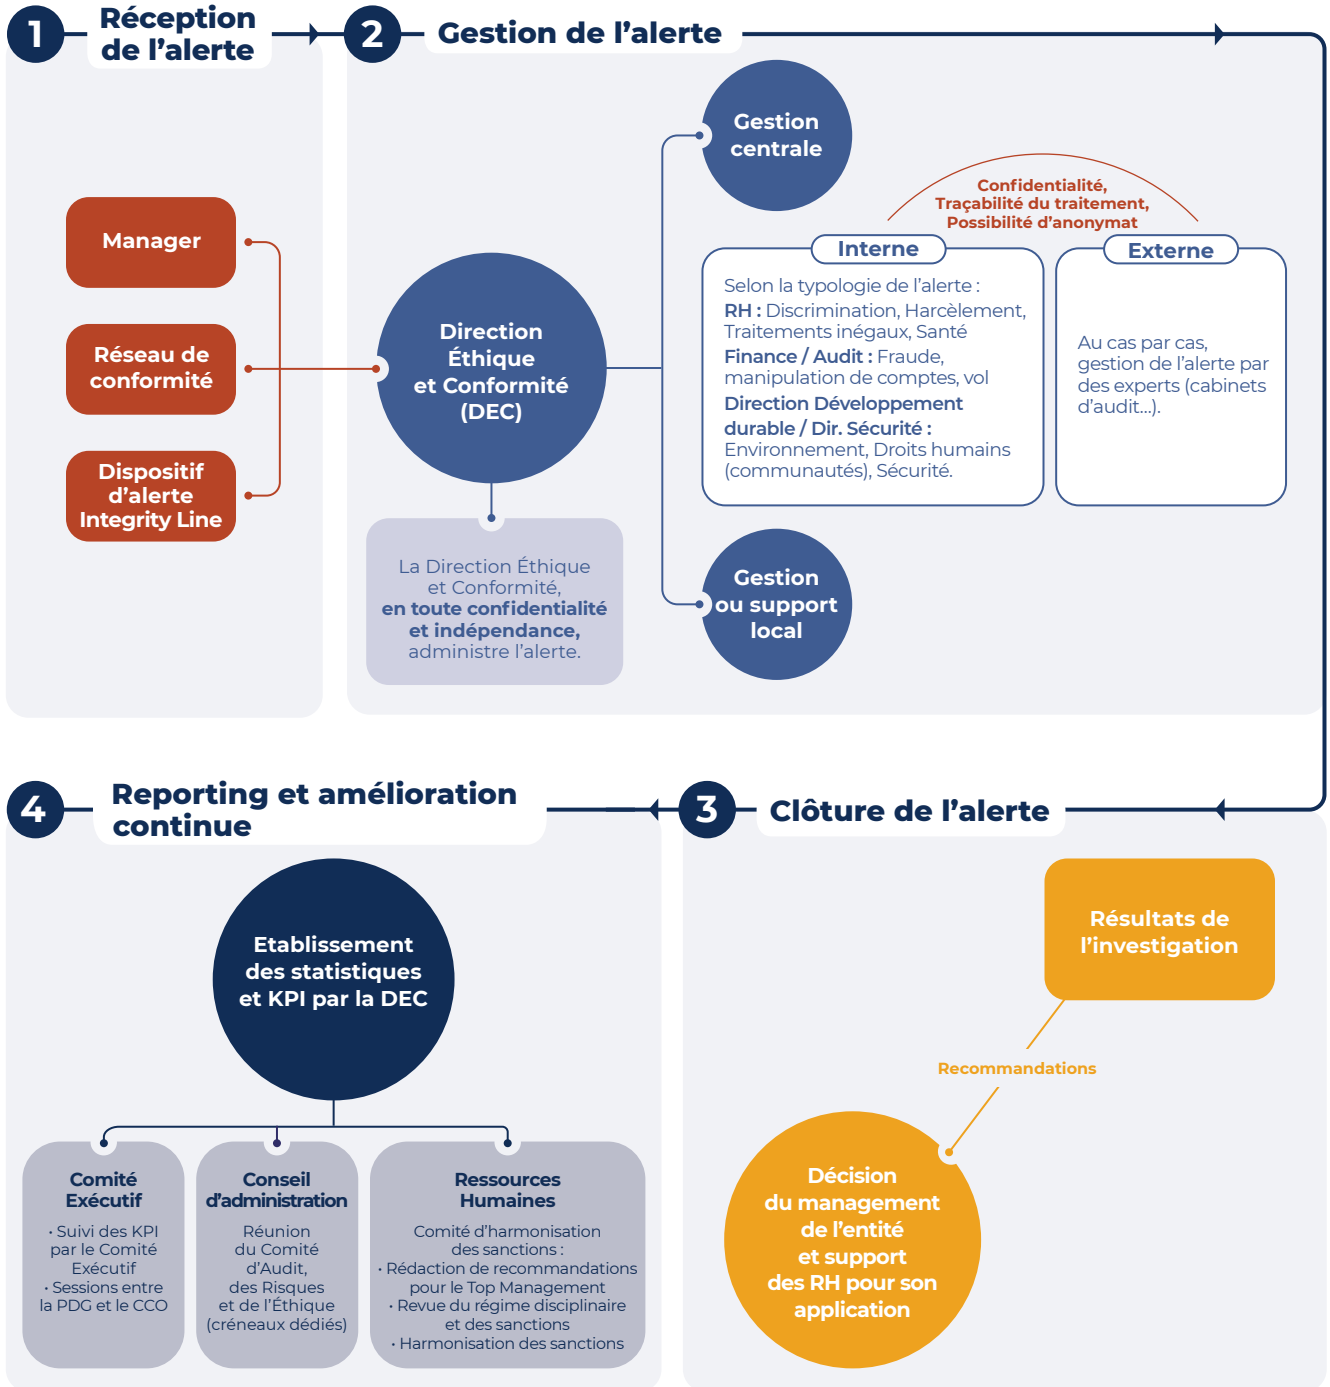 1
Réception
de l’alerte
Manager
Réseau de
conformité
Dispositif
d’alerte
Integrity Line
2
Gestion de l’alerte
Direction
Éthique
et Conformité
(DEC)
La Direction Éthique
et Conformité,
en toute confidentialité
et indépendance,
administre l’alerte.
Gestion
centrale
Confidentialité,
Traçabilité du traitement,
Possibilité d’anonymat
Interne
Selon la typologie de l’alerte :
RH : Discrimination, Harcèlement,
Traitements inégaux, Santé
Finance / Audit : Fraude,
manipulation de comptes, vol
Direction Développement
durable / Dir. Sécurité :
Environnement, Droits humains
(communautés), Sécurité.
Externe
Au cas par cas,
gestion de l’alerte par
des experts (cabinets
d’audit…).
Gestion
ou support
local
3
Clôture de l’alerte
Résultats de
l’investigation
Recommandations
Décision
du management
de l’entité
et support
des RH pour son
application
4
Reporting et amélioration
continue
Etablissement
des statistiques
et KPI par la DEC
Comité
Exécutif
• Suivi des KPI
par le Comité
Exécutif
• Sessions entre
la PDG et le CCO
Conseil
d’administration
Réunion
du Comité
d’Audit,
des Risques
et de l’Éthique
(créneaux dédiés)
Ressources
Humaines
Comité d’harmonisation
des sanctions :
• Rédaction de recommandations
pour le Top Management
• Revue du régime disciplinaire
et des sanctions
• Harmonisation des sanctions